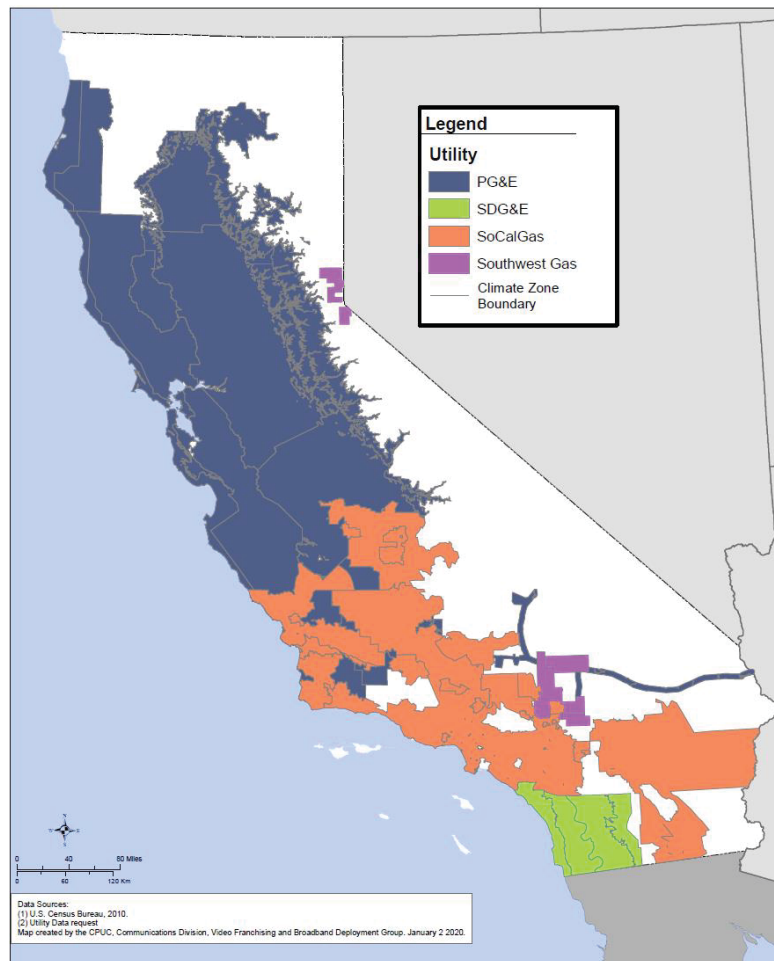 Legend
Utility
PG&E
SDG&E
SoCalGas
Southwest Gas
Climate Zone
Boundary
N
W
E
S
0 40 80 Miles
0 60 120 Km
Data Sources:
(1) U.S. Census Bureau, 2010.
(2) Utility Data request
Map created by the CPUC, Communications Division, Video Franchising and Broadband Deployment Group. January 2 2020.